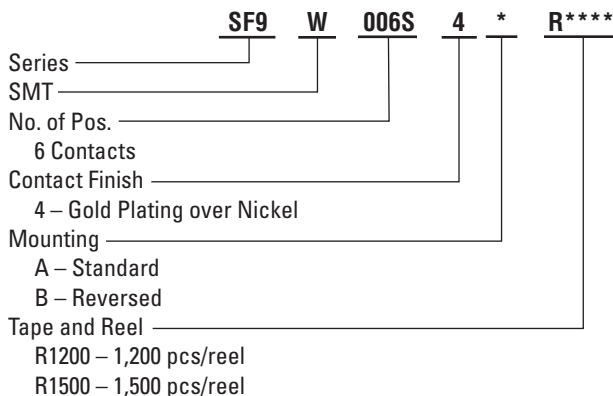 SF9 W 006S 4 * R****
Series
SMT
No. of Pos.
6 Contacts
Contact Finish
4 – Gold Plating over Nickel
Mounting
A – Standard
B – Reversed
Tape and Reel
R1200 – 1,200 pcs/reel
R1500 – 1,500 pcs/reel